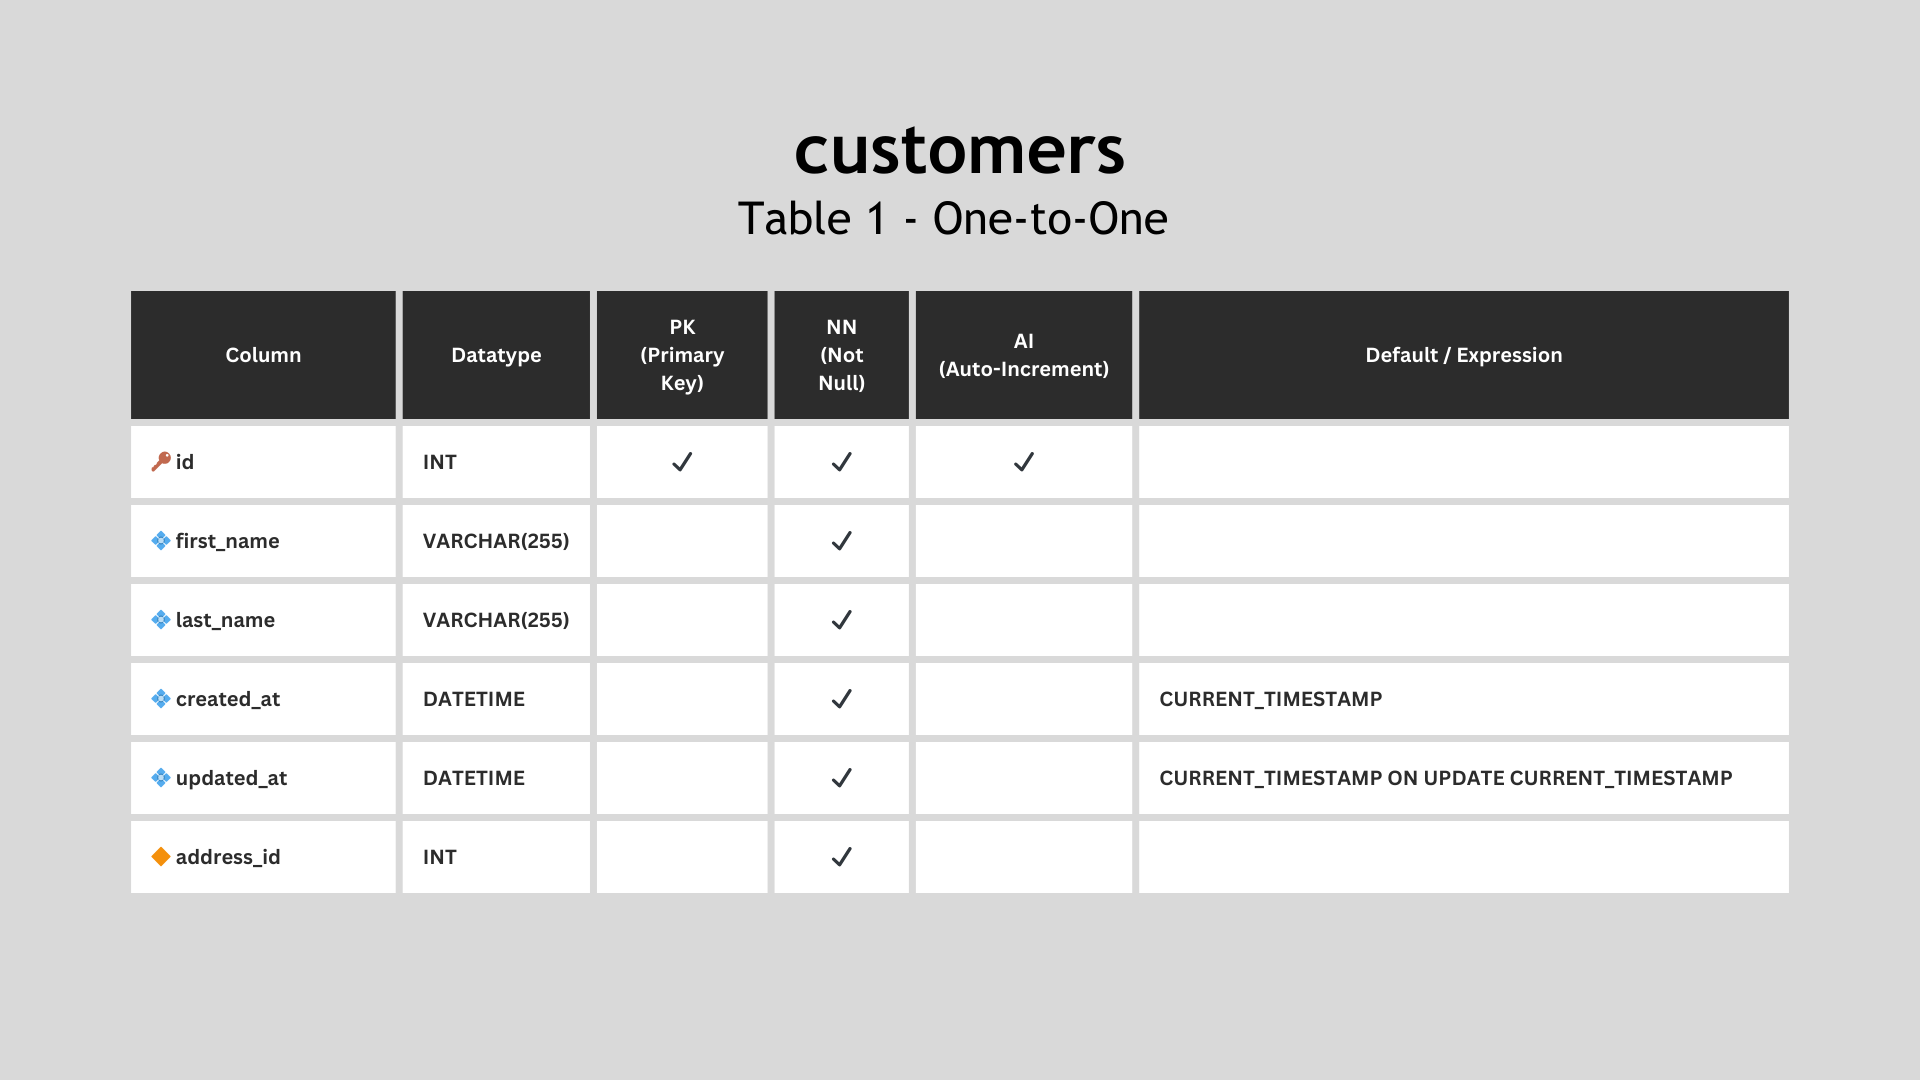 customers
Table 1 - One-to-One
Column Datatype PK (Primary Key) NN (Not Null) AI (Auto-Increment) Default / Expression
id INT ✓ ✓ ✓
first_name VARCHAR(255) ✓
last_name VARCHAR(255) ✓
created_at DATETIME ✓ CURRENT_TIMESTAMP
updated_at DATETIME ✓ CURRENT_TIMESTAMP ON UPDATE CURRENT_TIMESTAMP
address_id INT ✓